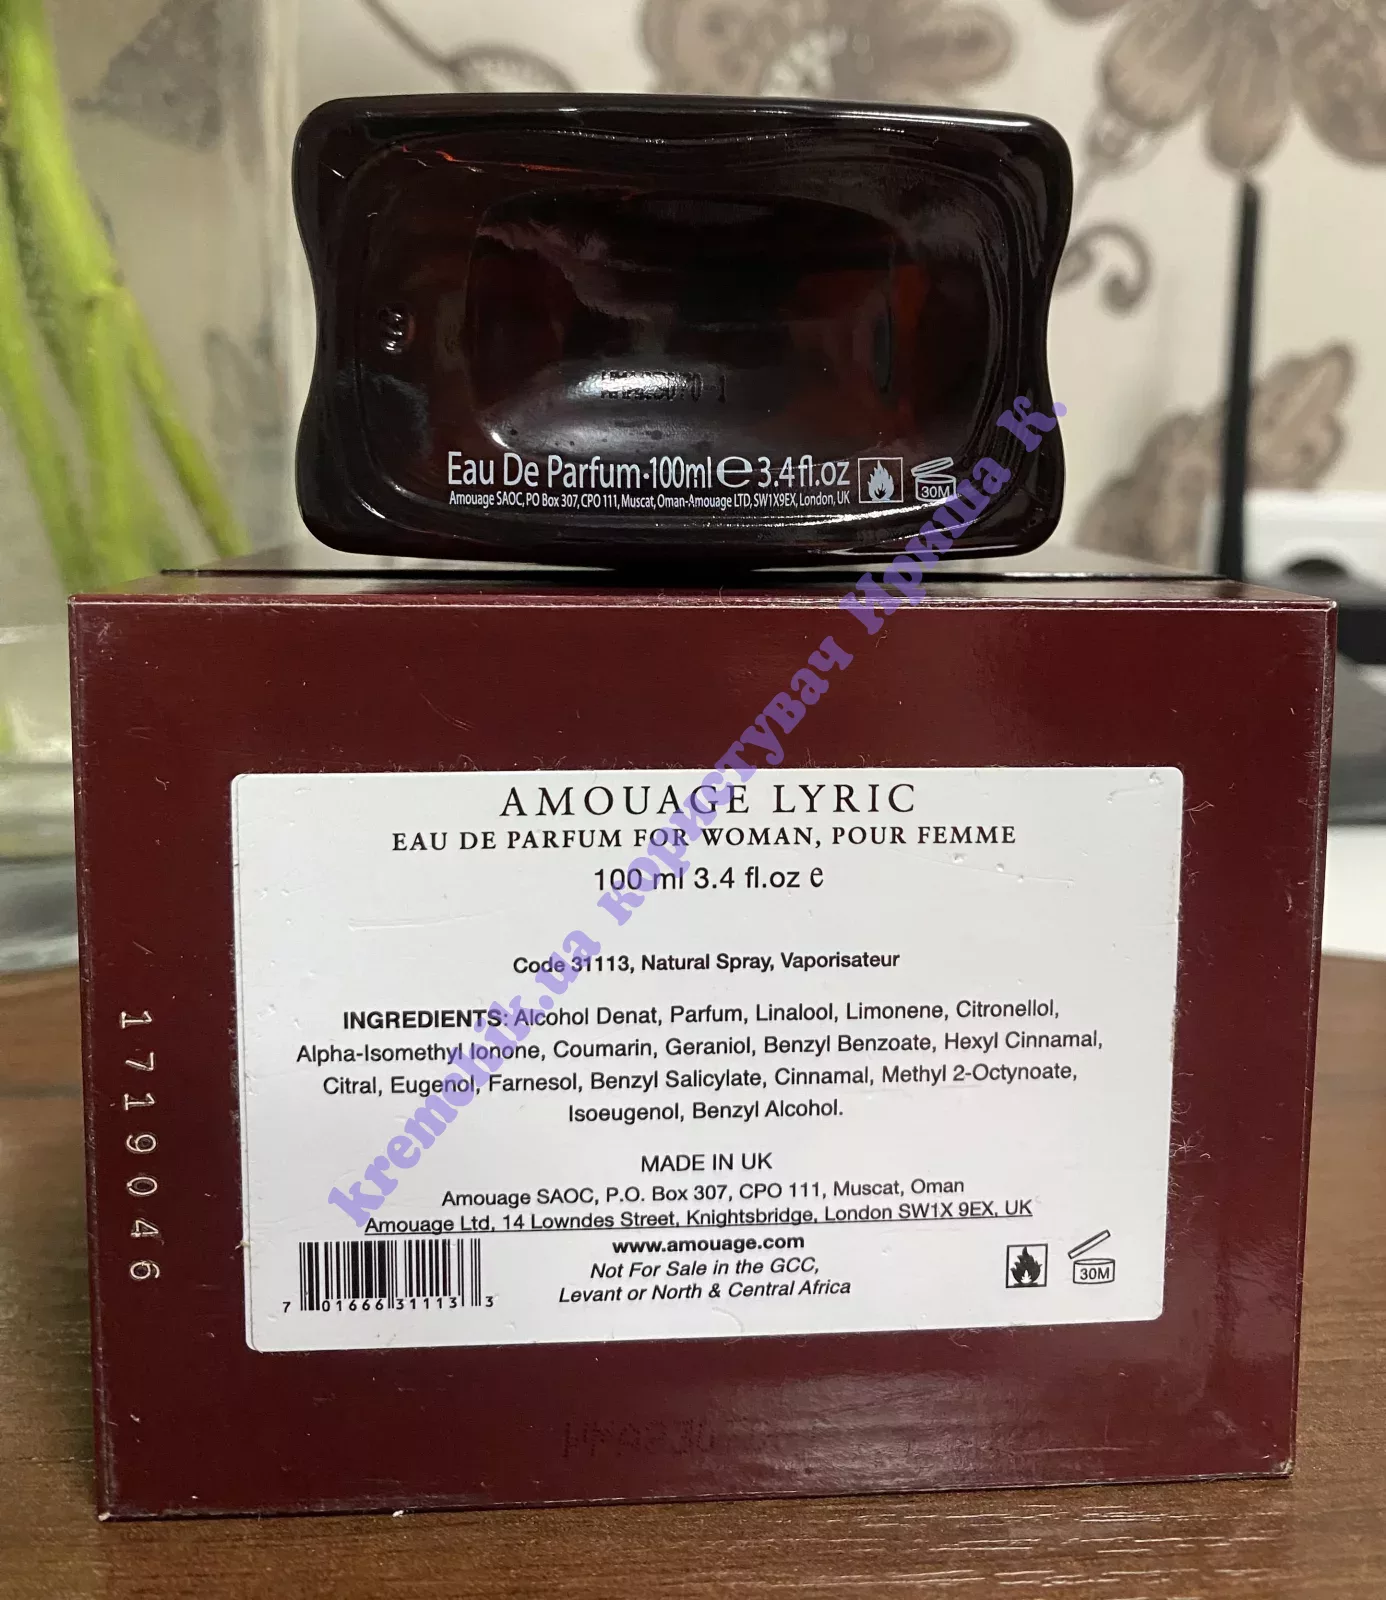 Eau De Parfum•100ml e 3.4fl.oz
30M
Amouage SAOC, PO Box 307, CPO 111, Muscat, Oman-Amouage LTD, SW1X9EX, London, UK
kremchik.ua користувач Ириша К.
AMOUAGE LYRIC
EAU DE PARFUM FOR WOMAN, POUR FEMME
100 ml 3.4 fl.oz e
Code 31113, Natural Spray, Vaporisateur
INGREDIENTS: Alcohol Denat, Parfum, Linalool, Limonene, Citronellol,
Alpha-Isomethyl Ionone, Coumarin, Geraniol, Benzyl Benzoate, Hexyl Cinnamal,
Citral, Eugenol, Farnesol, Benzyl Salicylate, Cinnamal, Methyl 2-Octynoate,
Isoeugenol, Benzyl Alcohol.
MADE IN UK
Amouage SAOC, P.O. Box 307, CPO 111, Muscat, Oman
Amouage Ltd, 14 Lowndes Street, Knightsbridge, London SW1X 9EX, UK
www.amouage.com
Not For Sale in the GCC,
Levant or North & Central Africa
7 01666 31113 3
30M
1719046